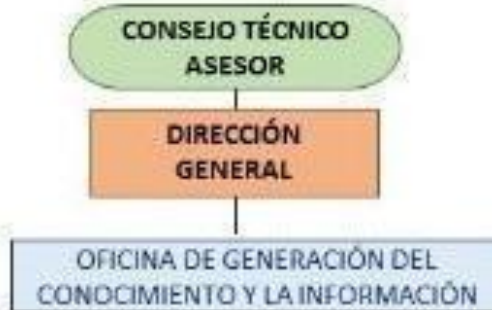 CONSEJO TÉCNICO
ASESOR
DIRECCIÓN
GENERAL
OFICINA DE GENERACIÓN DEL
CONOCIMIENTO Y LA INFORMACIÓN